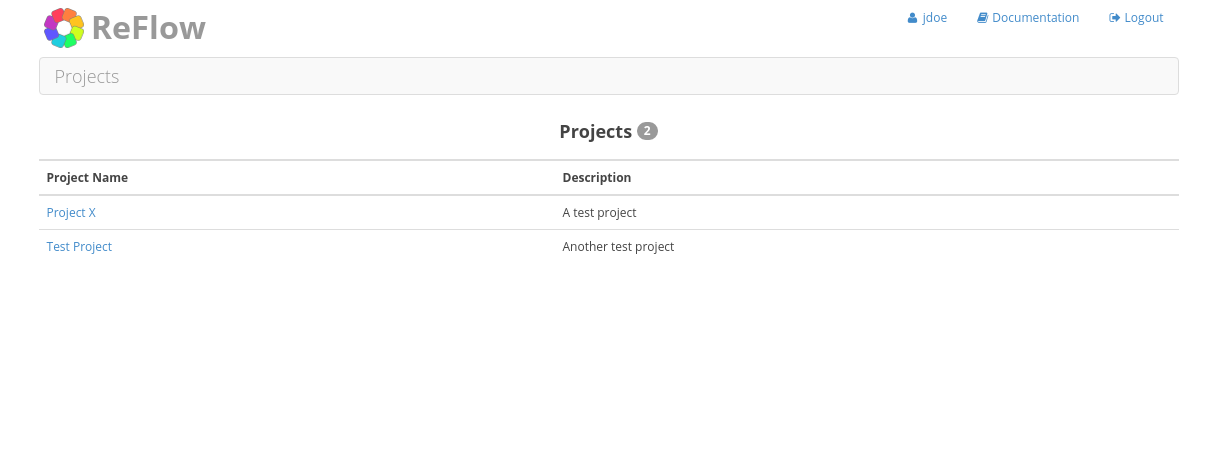 ReFlow
jdoe Documentation Logout
Projects
Projects 2
Project Name Description
Project X A test project
Test Project Another test project